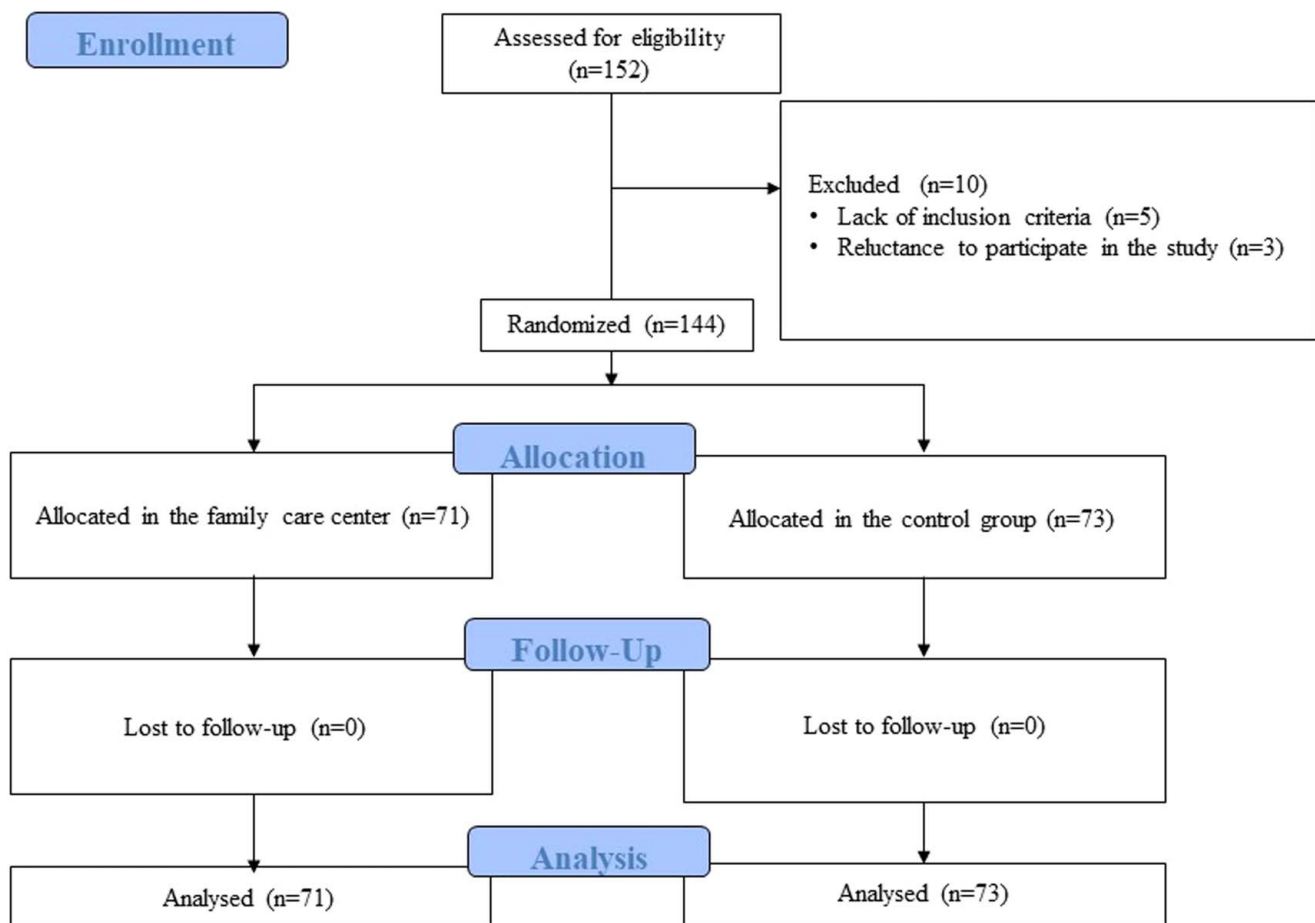 Enrollment
Assessed for eligibility
(n=152)
Excluded (n=10)
• Lack of inclusion criteria (n=5)
• Reluctance to participate in the study (n=3)
Randomized (n=144)
Allocation
Allocated in the family care center (n=71)
Allocated in the control group (n=73)
Follow-Up
Lost to follow-up (n=0)
Lost to follow-up (n=0)
Analysis
Analysed (n=71)
Analysed (n=73)